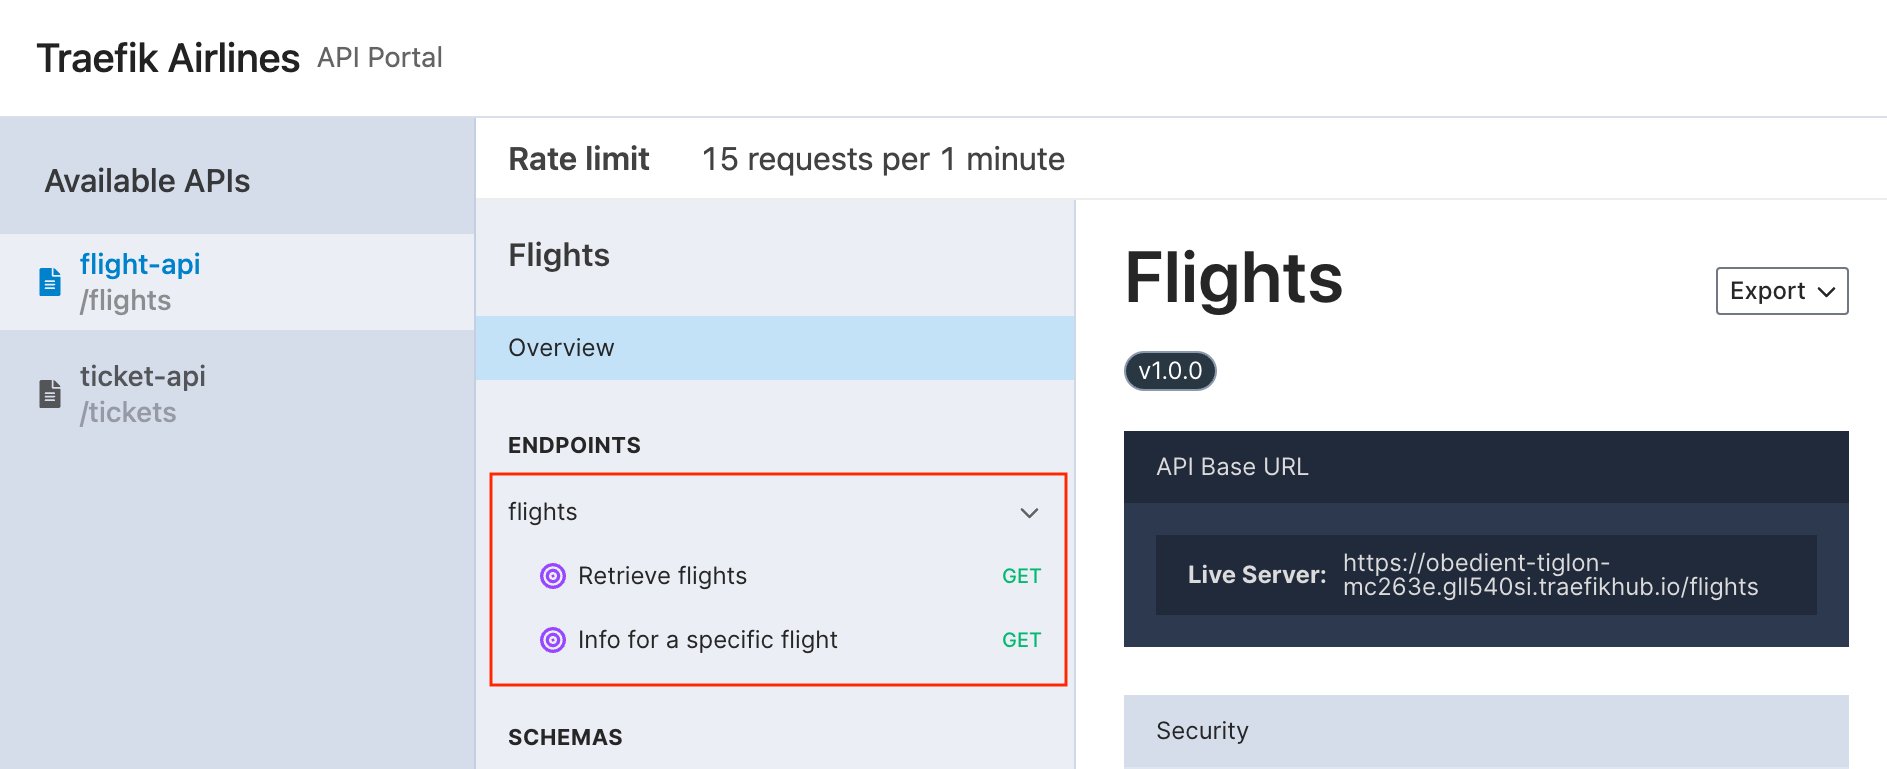 Traefik Airlines API Portal
Available APIs
flight-api
/flights
ticket-api
/tickets
Rate limit 15 requests per 1 minute
Flights
Overview
ENDPOINTS
flights
Retrieve flights GET
Info for a specific flight GET
SCHEMAS
Flights
Export
v1.0.0
API Base URL
Live Server: https://obedient-tiglon-
mc263e.gll540si.traefikhub.io/flights
Security